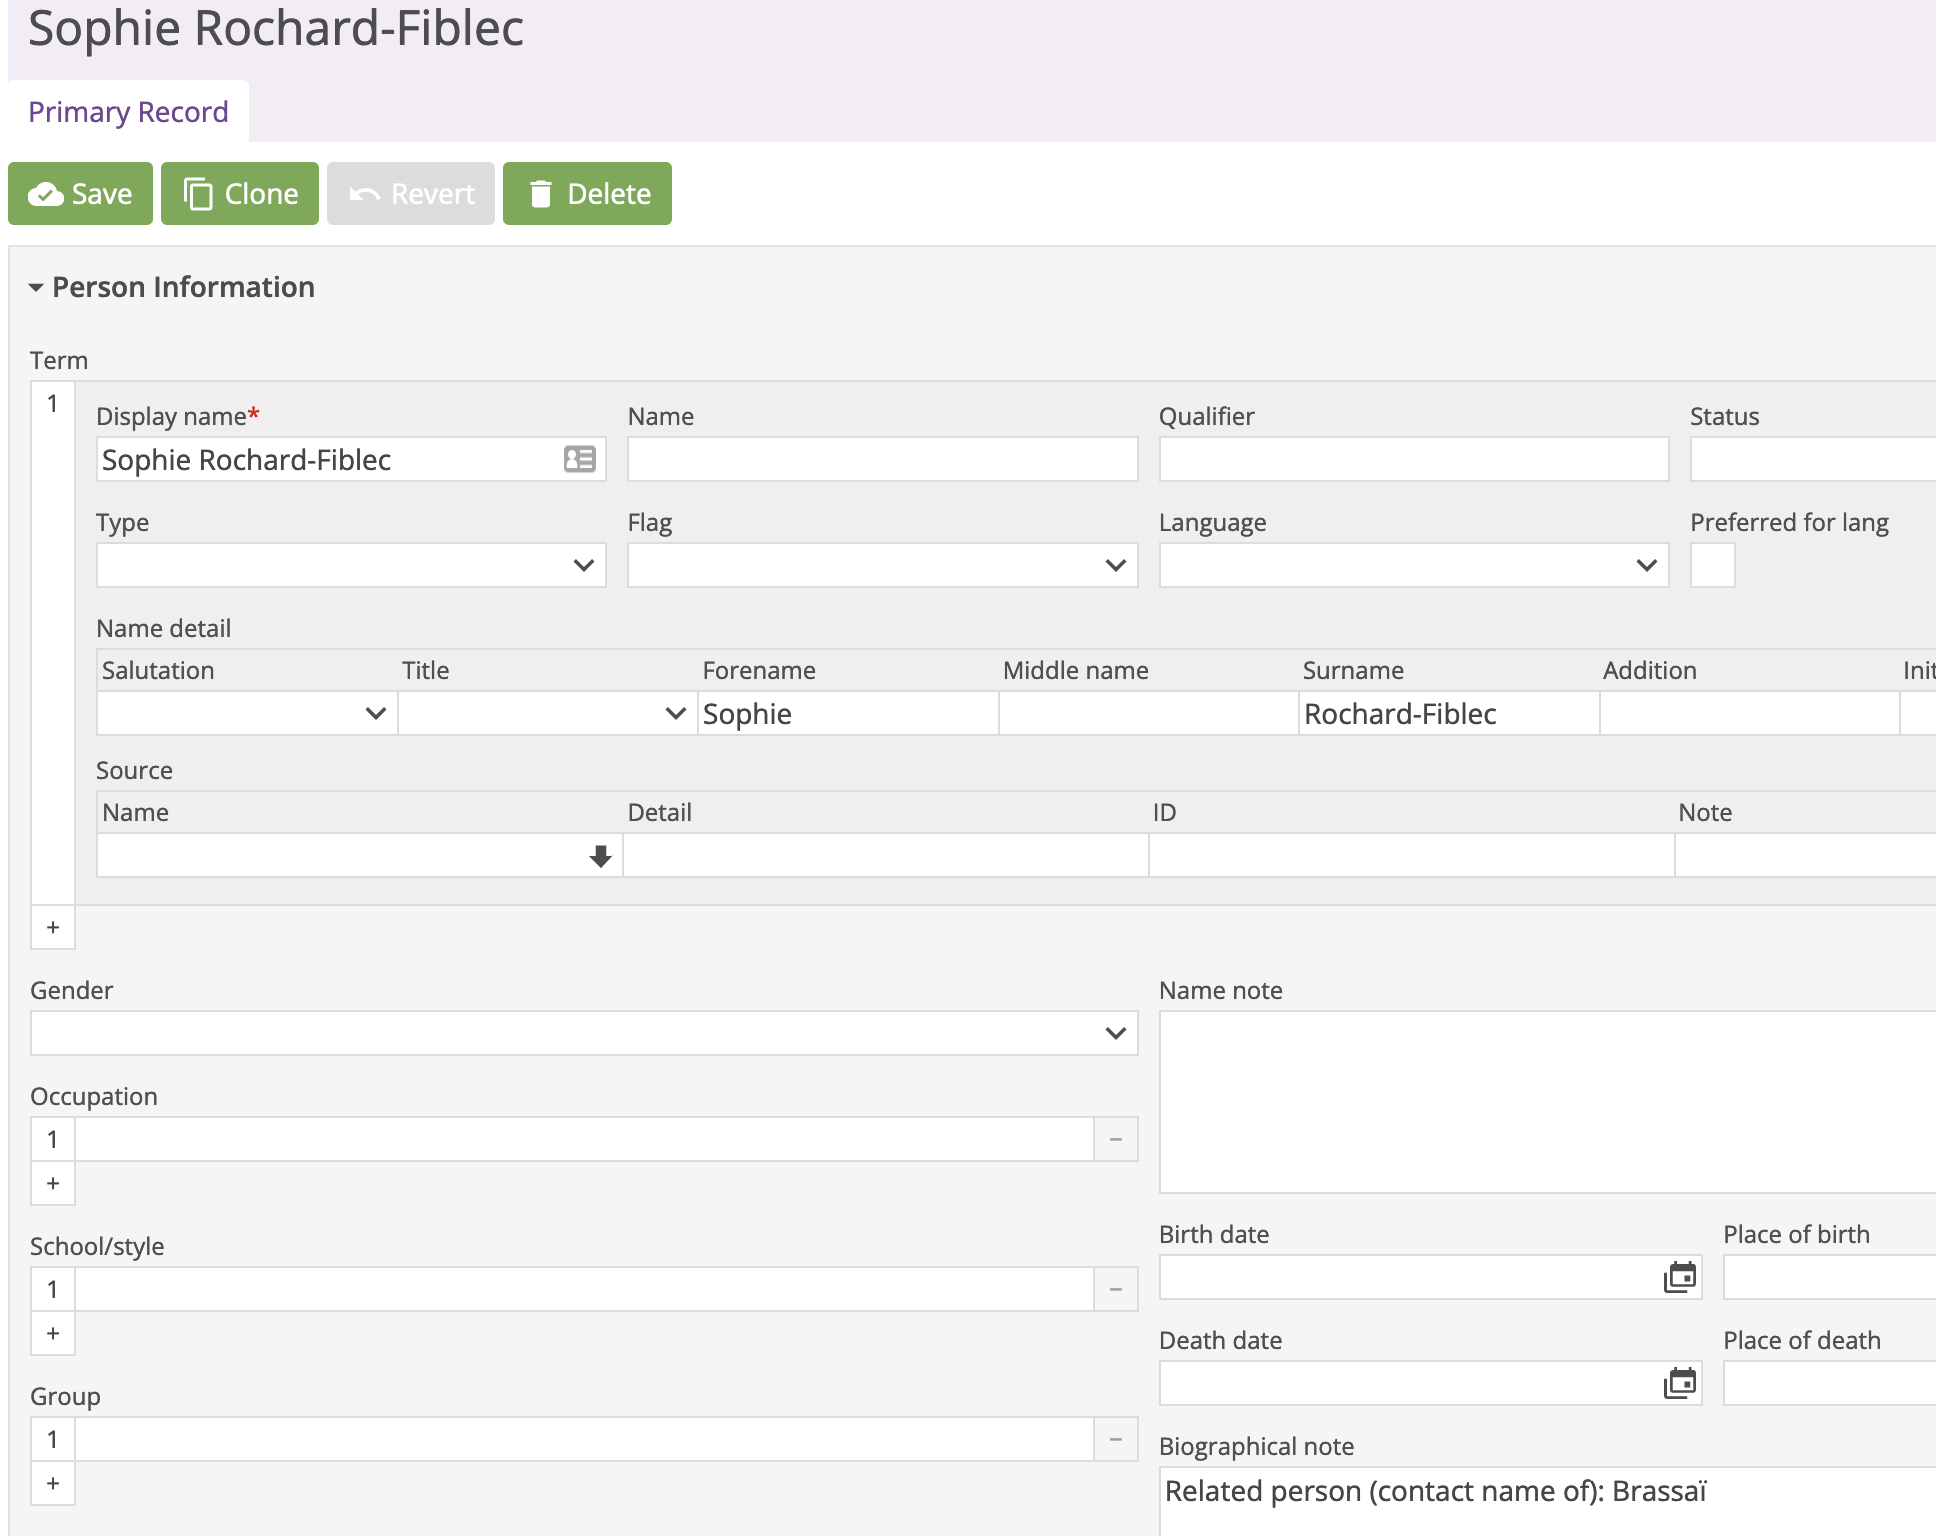 Sophie Rochard-Fiblec
Primary Record
Save Clone Revert Delete
Person Information
Term
1
Display name* Name Qualifier Status
Sophie Rochard-Fiblec
Type Flag Language Preferred for lang
Name detail
Salutation Title Forename Middle name Surname Addition Init
Sophie Rochard-Fiblec
Source
Name Detail ID Note
+
Gender Name note
Occupation
1 −
+
School/style Birth date Place of birth
1 −
+
Death date Place of death
Group
1 −
+
Biographical note
Related person (contact name of): Brassaï